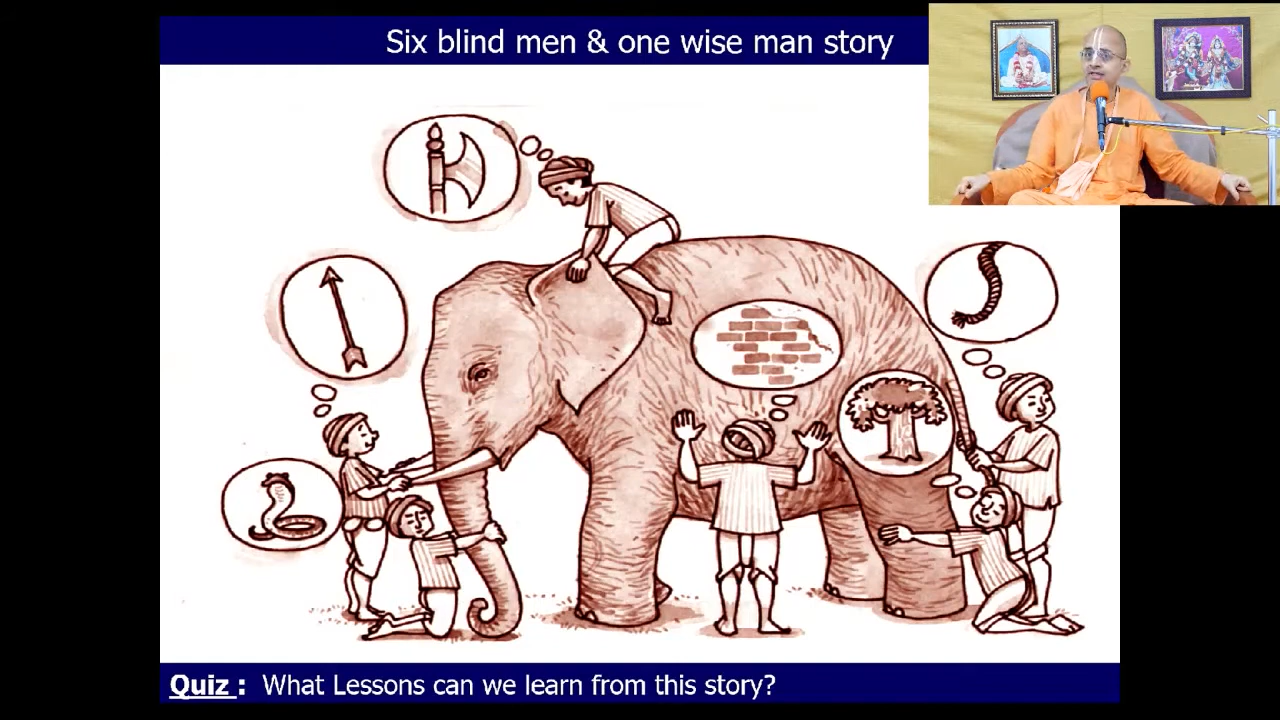 Six blind men & one wise man story
Quiz : What Lessons can we learn from this story?